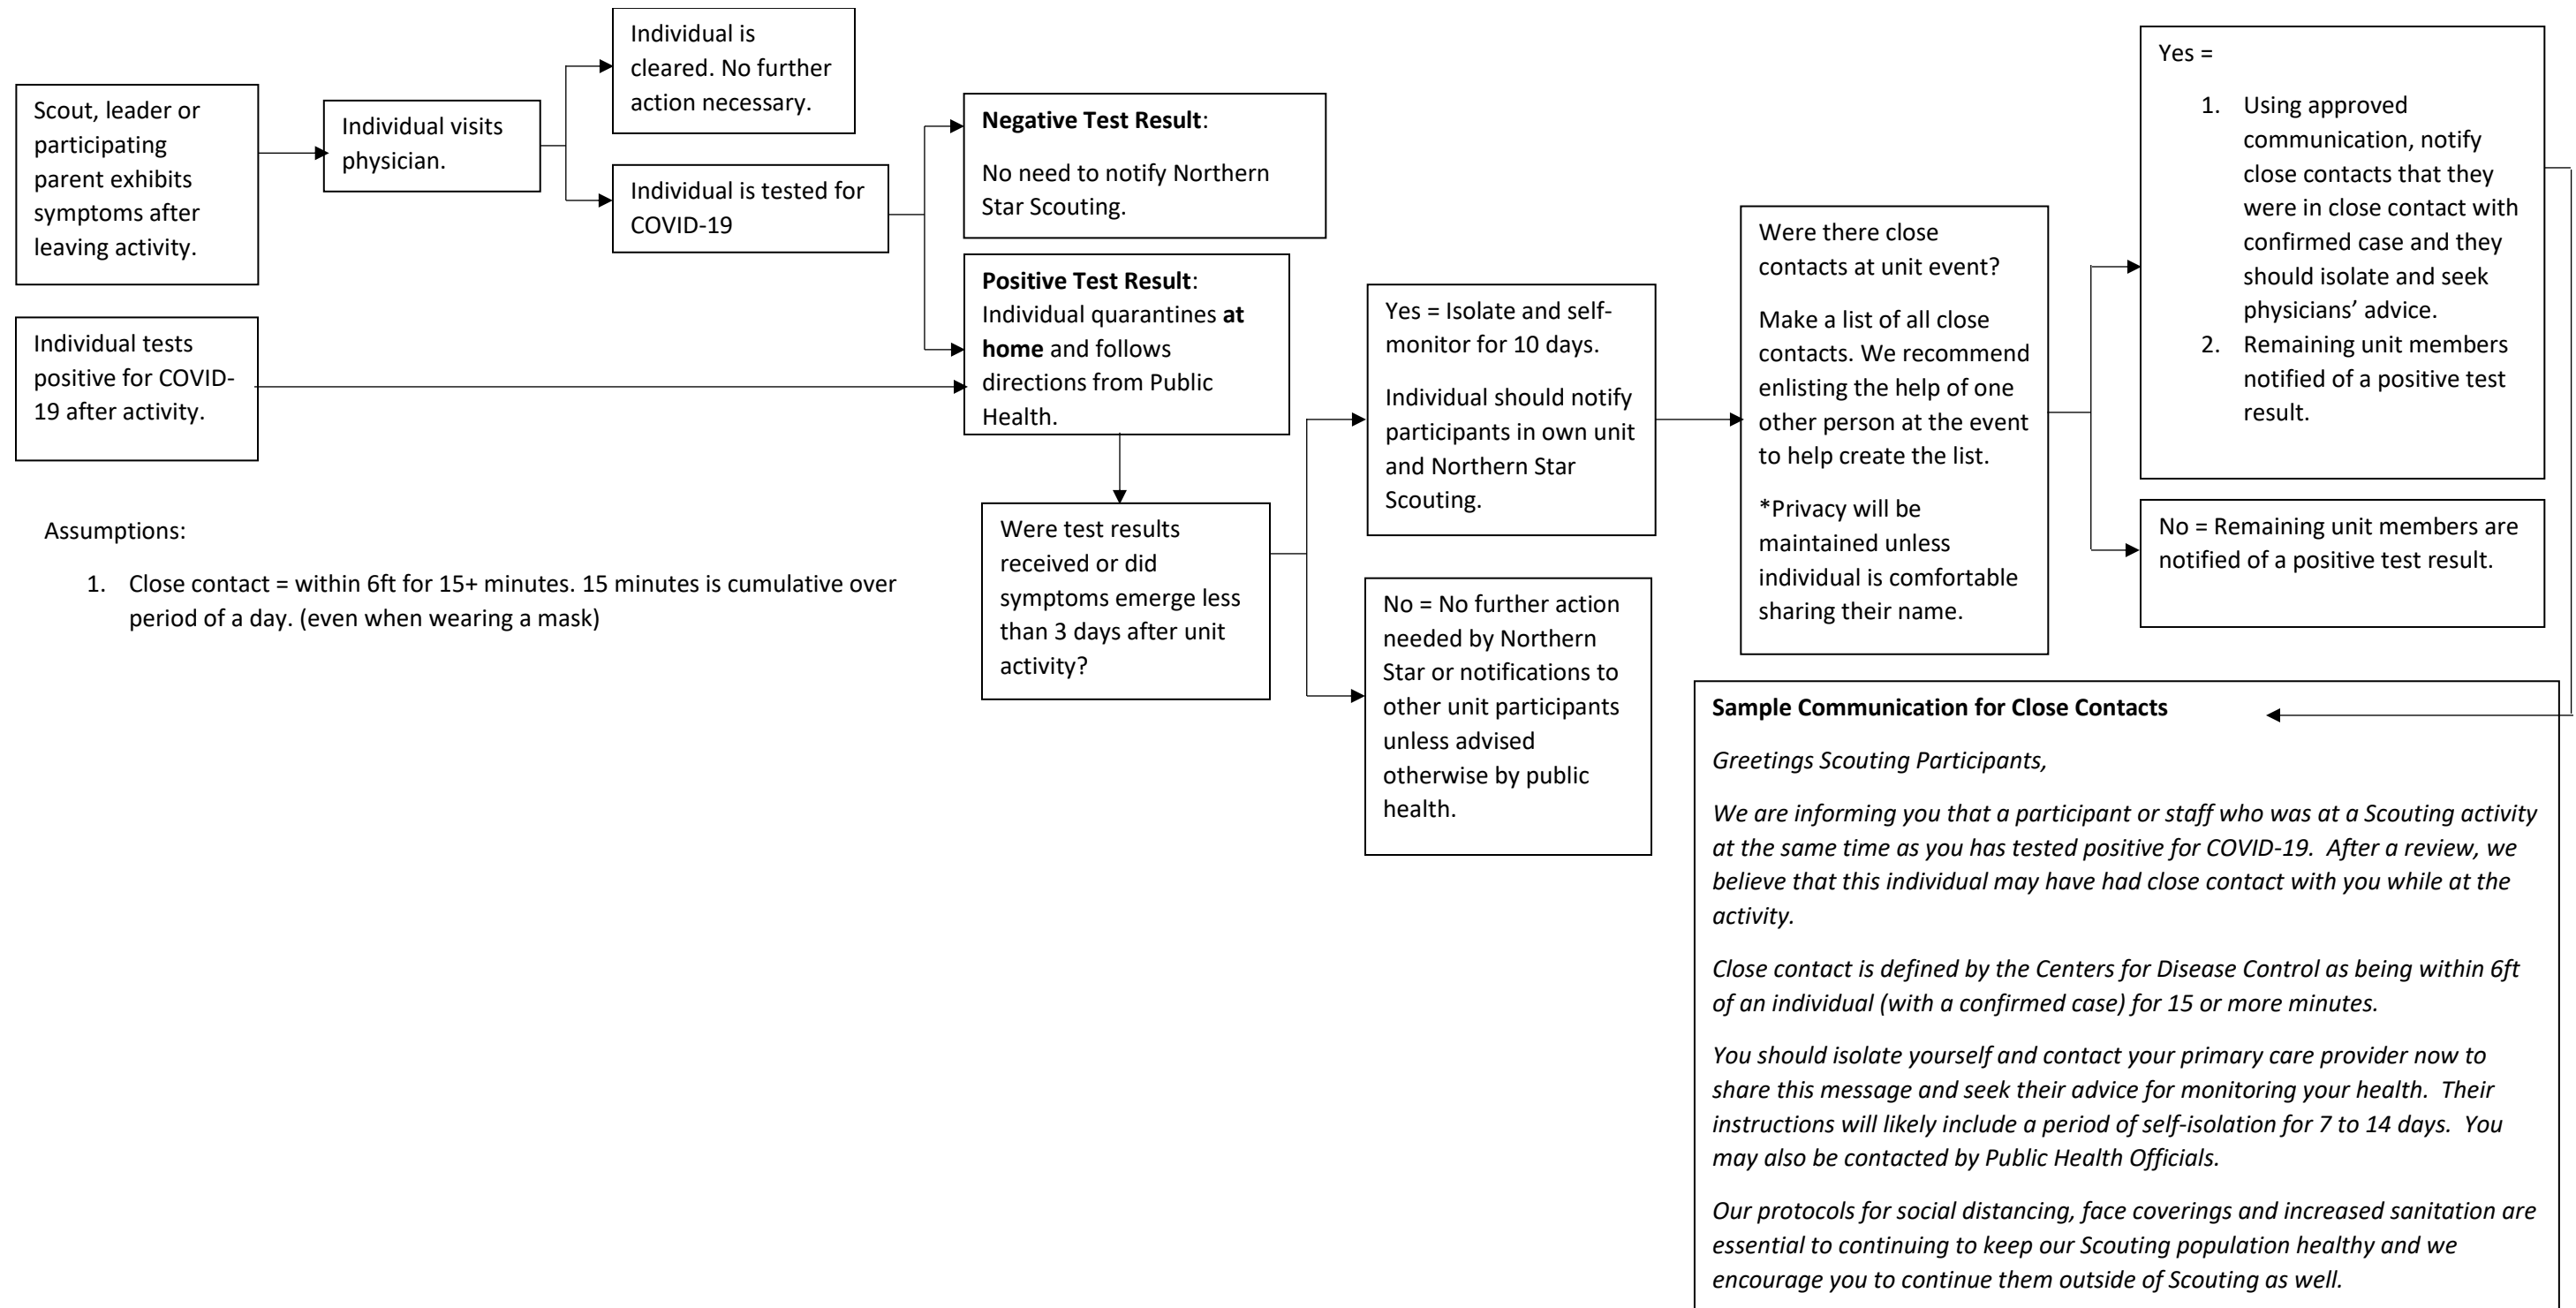 Scout, leader or
participating
parent exhibits
symptoms after
leaving activity.
Individual visits
physician.
Individual is
cleared. No further
action necessary.
Individual is tested for
COVID-19
Negative Test Result:
No need to notify Northern
Star Scouting.
Individual tests
positive for COVID-
19 after activity.
Positive Test Result:
Individual quarantines at
home and follows
directions from Public
Health.
Were test results
received or did
symptoms emerge less
than 3 days after unit
activity?
Yes = Isolate and self-
monitor for 10 days.
Individual should notify
participants in own unit
and Northern Star
Scouting.
No = No further action
needed by Northern
Star or notifications to
other unit participants
unless advised
otherwise by public
health.
Were there close
contacts at unit event?
Make a list of all close
contacts. We recommend
enlisting the help of one
other person at the event
to help create the list.
*Privacy will be
maintained unless
individual is comfortable
sharing their name.
Yes =
1. Using approved
communication, notify
close contacts that they
were in close contact with
confirmed case and they
should isolate and seek
physicians’ advice.
2. Remaining unit members
notified of a positive test
result.
No = Remaining unit members are
notified of a positive test result.
Assumptions:
1. Close contact = within 6ft for 15+ minutes. 15 minutes is cumulative over
period of a day. (even when wearing a mask)
Sample Communication for Close Contacts
Greetings Scouting Participants,
We are informing you that a participant or staff who was at a Scouting activity
at the same time as you has tested positive for COVID-19. After a review, we
believe that this individual may have had close contact with you while at the
activity.
Close contact is defined by the Centers for Disease Control as being within 6ft
of an individual (with a confirmed case) for 15 or more minutes.
You should isolate yourself and contact your primary care provider now to
share this message and seek their advice for monitoring your health. Their
instructions will likely include a period of self-isolation for 7 to 14 days. You
may also be contacted by Public Health Officials.
Our protocols for social distancing, face coverings and increased sanitation are
essential to continuing to keep our Scouting population healthy and we
encourage you to continue them outside of Scouting as well.